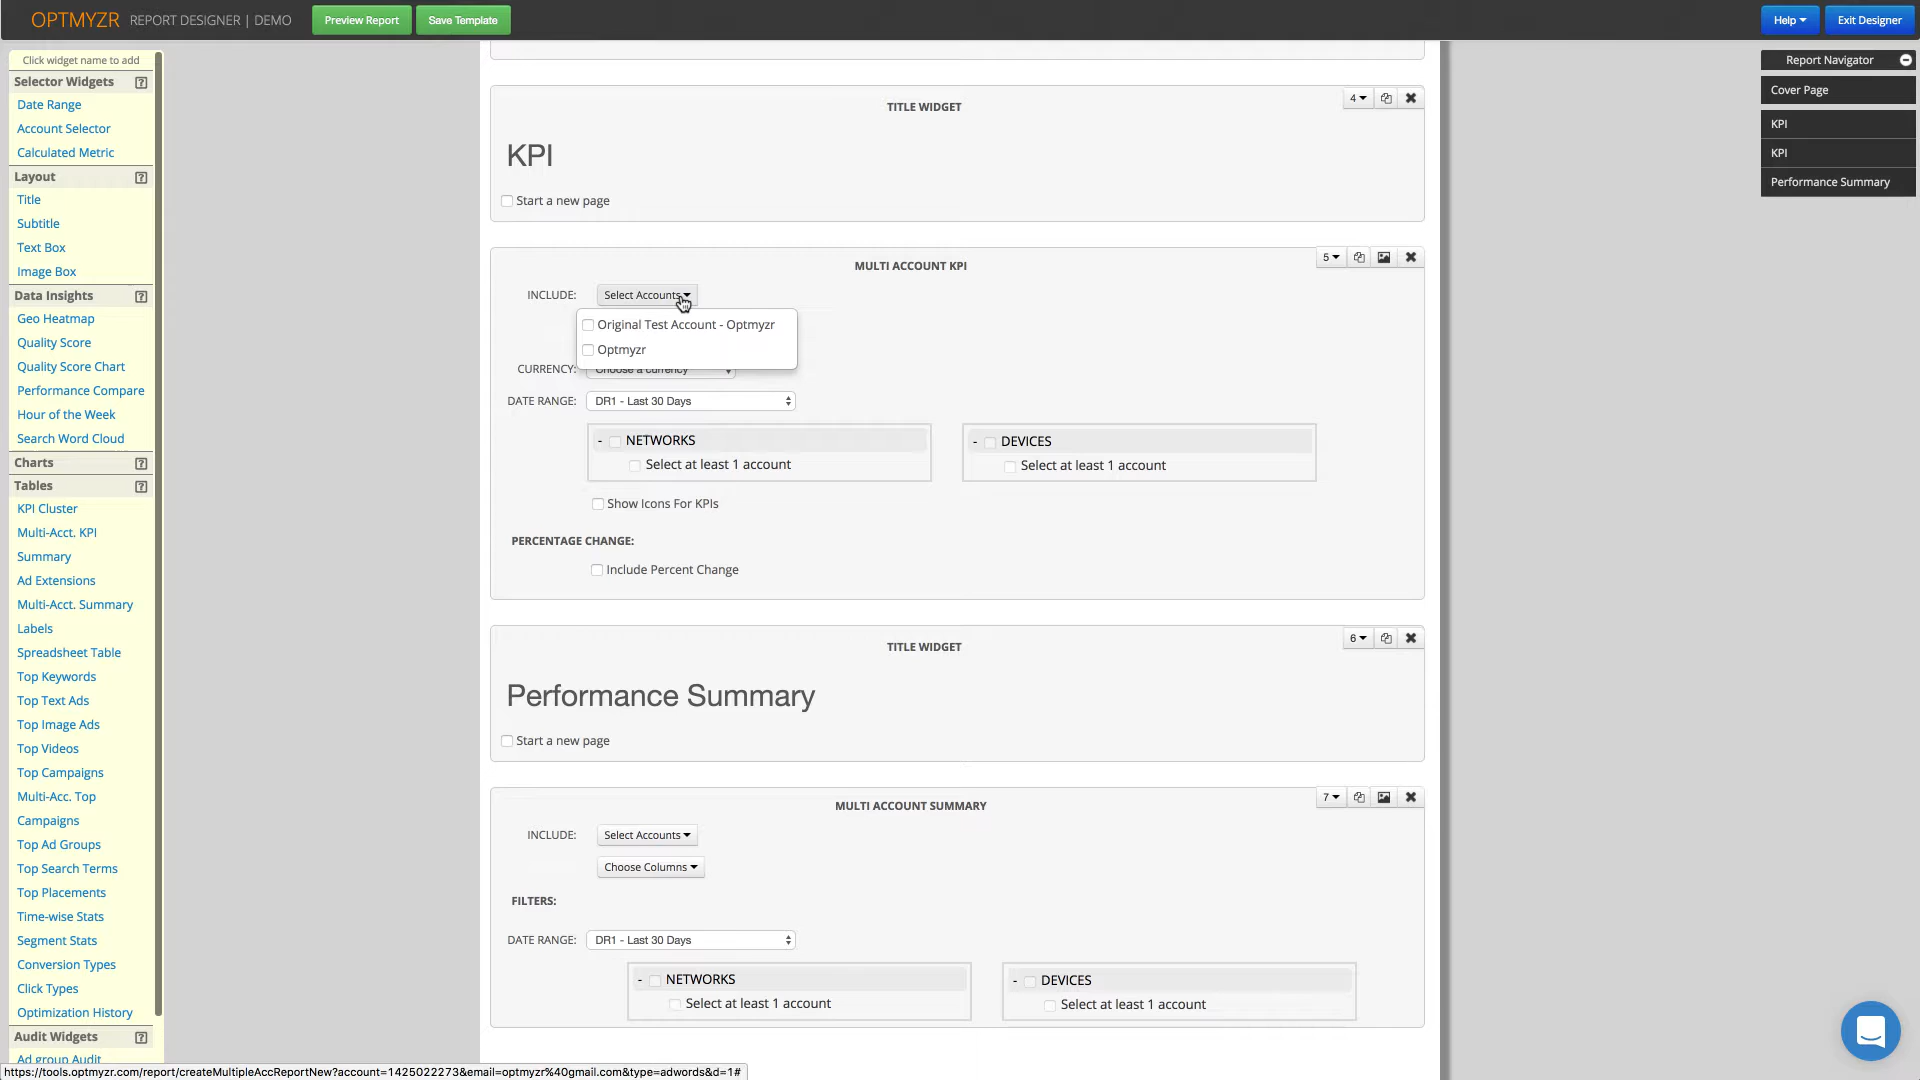 OPTMYZR REPORT DESIGNER | DEMO
Preview Report
Save Template
Help
Exit Designer
Click widget name to add
Selector Widgets ?
Date Range
Account Selector
Calculated Metric
Layout ?
Title
Subtitle
Text Box
Image Box
Data Insights ?
Geo Heatmap
Quality Score
Quality Score Chart
Performance Compare
Hour of the Week
Search Word Cloud
Charts ?
Tables ?
KPI Cluster
Multi-Acct. KPI
Summary
Ad Extensions
Multi-Acct. Summary
Labels
Spreadsheet Table
Top Keywords
Top Text Ads
Top Image Ads
Top Videos
Top Campaigns
Multi-Acc. Top
Campaigns
Top Ad Groups
Top Search Terms
Top Placements
Time-wise Stats
Segment Stats
Conversion Types
Click Types
Optimization History
Audit Widgets ?
Ad group Audit
TITLE WIDGET
4
KPI
Start a new page
MULTI ACCOUNT KPI
5
INCLUDE: Select Accounts
Original Test Account - Optmyzr
Optmyzr
CURRENCY: Choose a currency
DATE RANGE: DR1 - Last 30 Days
- NETWORKS
Select at least 1 account
- DEVICES
Select at least 1 account
Show Icons For KPIs
PERCENTAGE CHANGE:
Include Percent Change
TITLE WIDGET
6
Performance Summary
Start a new page
MULTI ACCOUNT SUMMARY
7
INCLUDE: Select Accounts
Choose Columns
FILTERS:
DATE RANGE: DR1 - Last 30 Days
- NETWORKS
Select at least 1 account
- DEVICES
Select at least 1 account
Report Navigator
Cover Page
KPI
KPI
Performance Summary
https://tools.optmyzr.com/report/createMultipleAccReportNew?account=1425022273&email=optmyzr%40gmail.com&type=adwords&d=1#